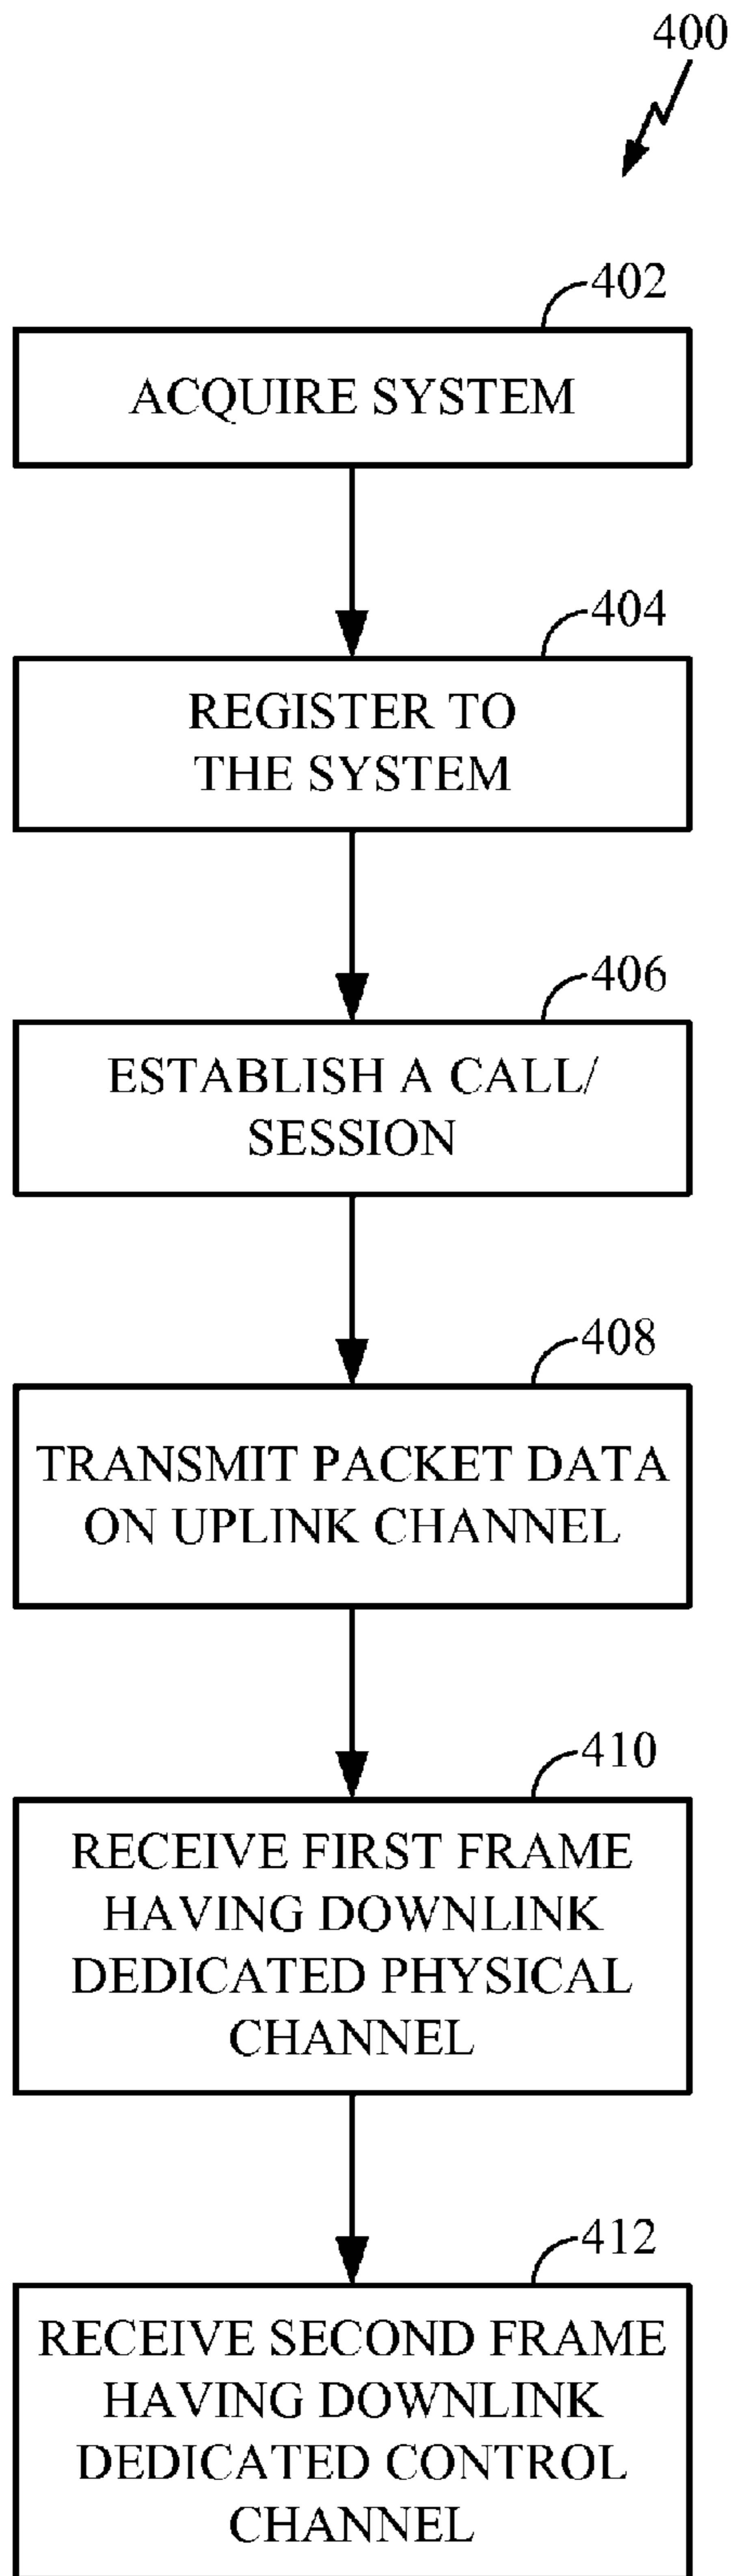 400
402
ACQUIRE SYSTEM
404
REGISTER TO
THE SYSTEM
406
ESTABLISH A CALL/
SESSION
408
TRANSMIT PACKET DATA
ON UPLINK CHANNEL
410
RECEIVE FIRST FRAME
HAVING DOWNLINK
DEDICATED PHYSICAL
CHANNEL
412
RECEIVE SECOND FRAME
HAVING DOWNLINK
DEDICATED CONTROL
CHANNEL